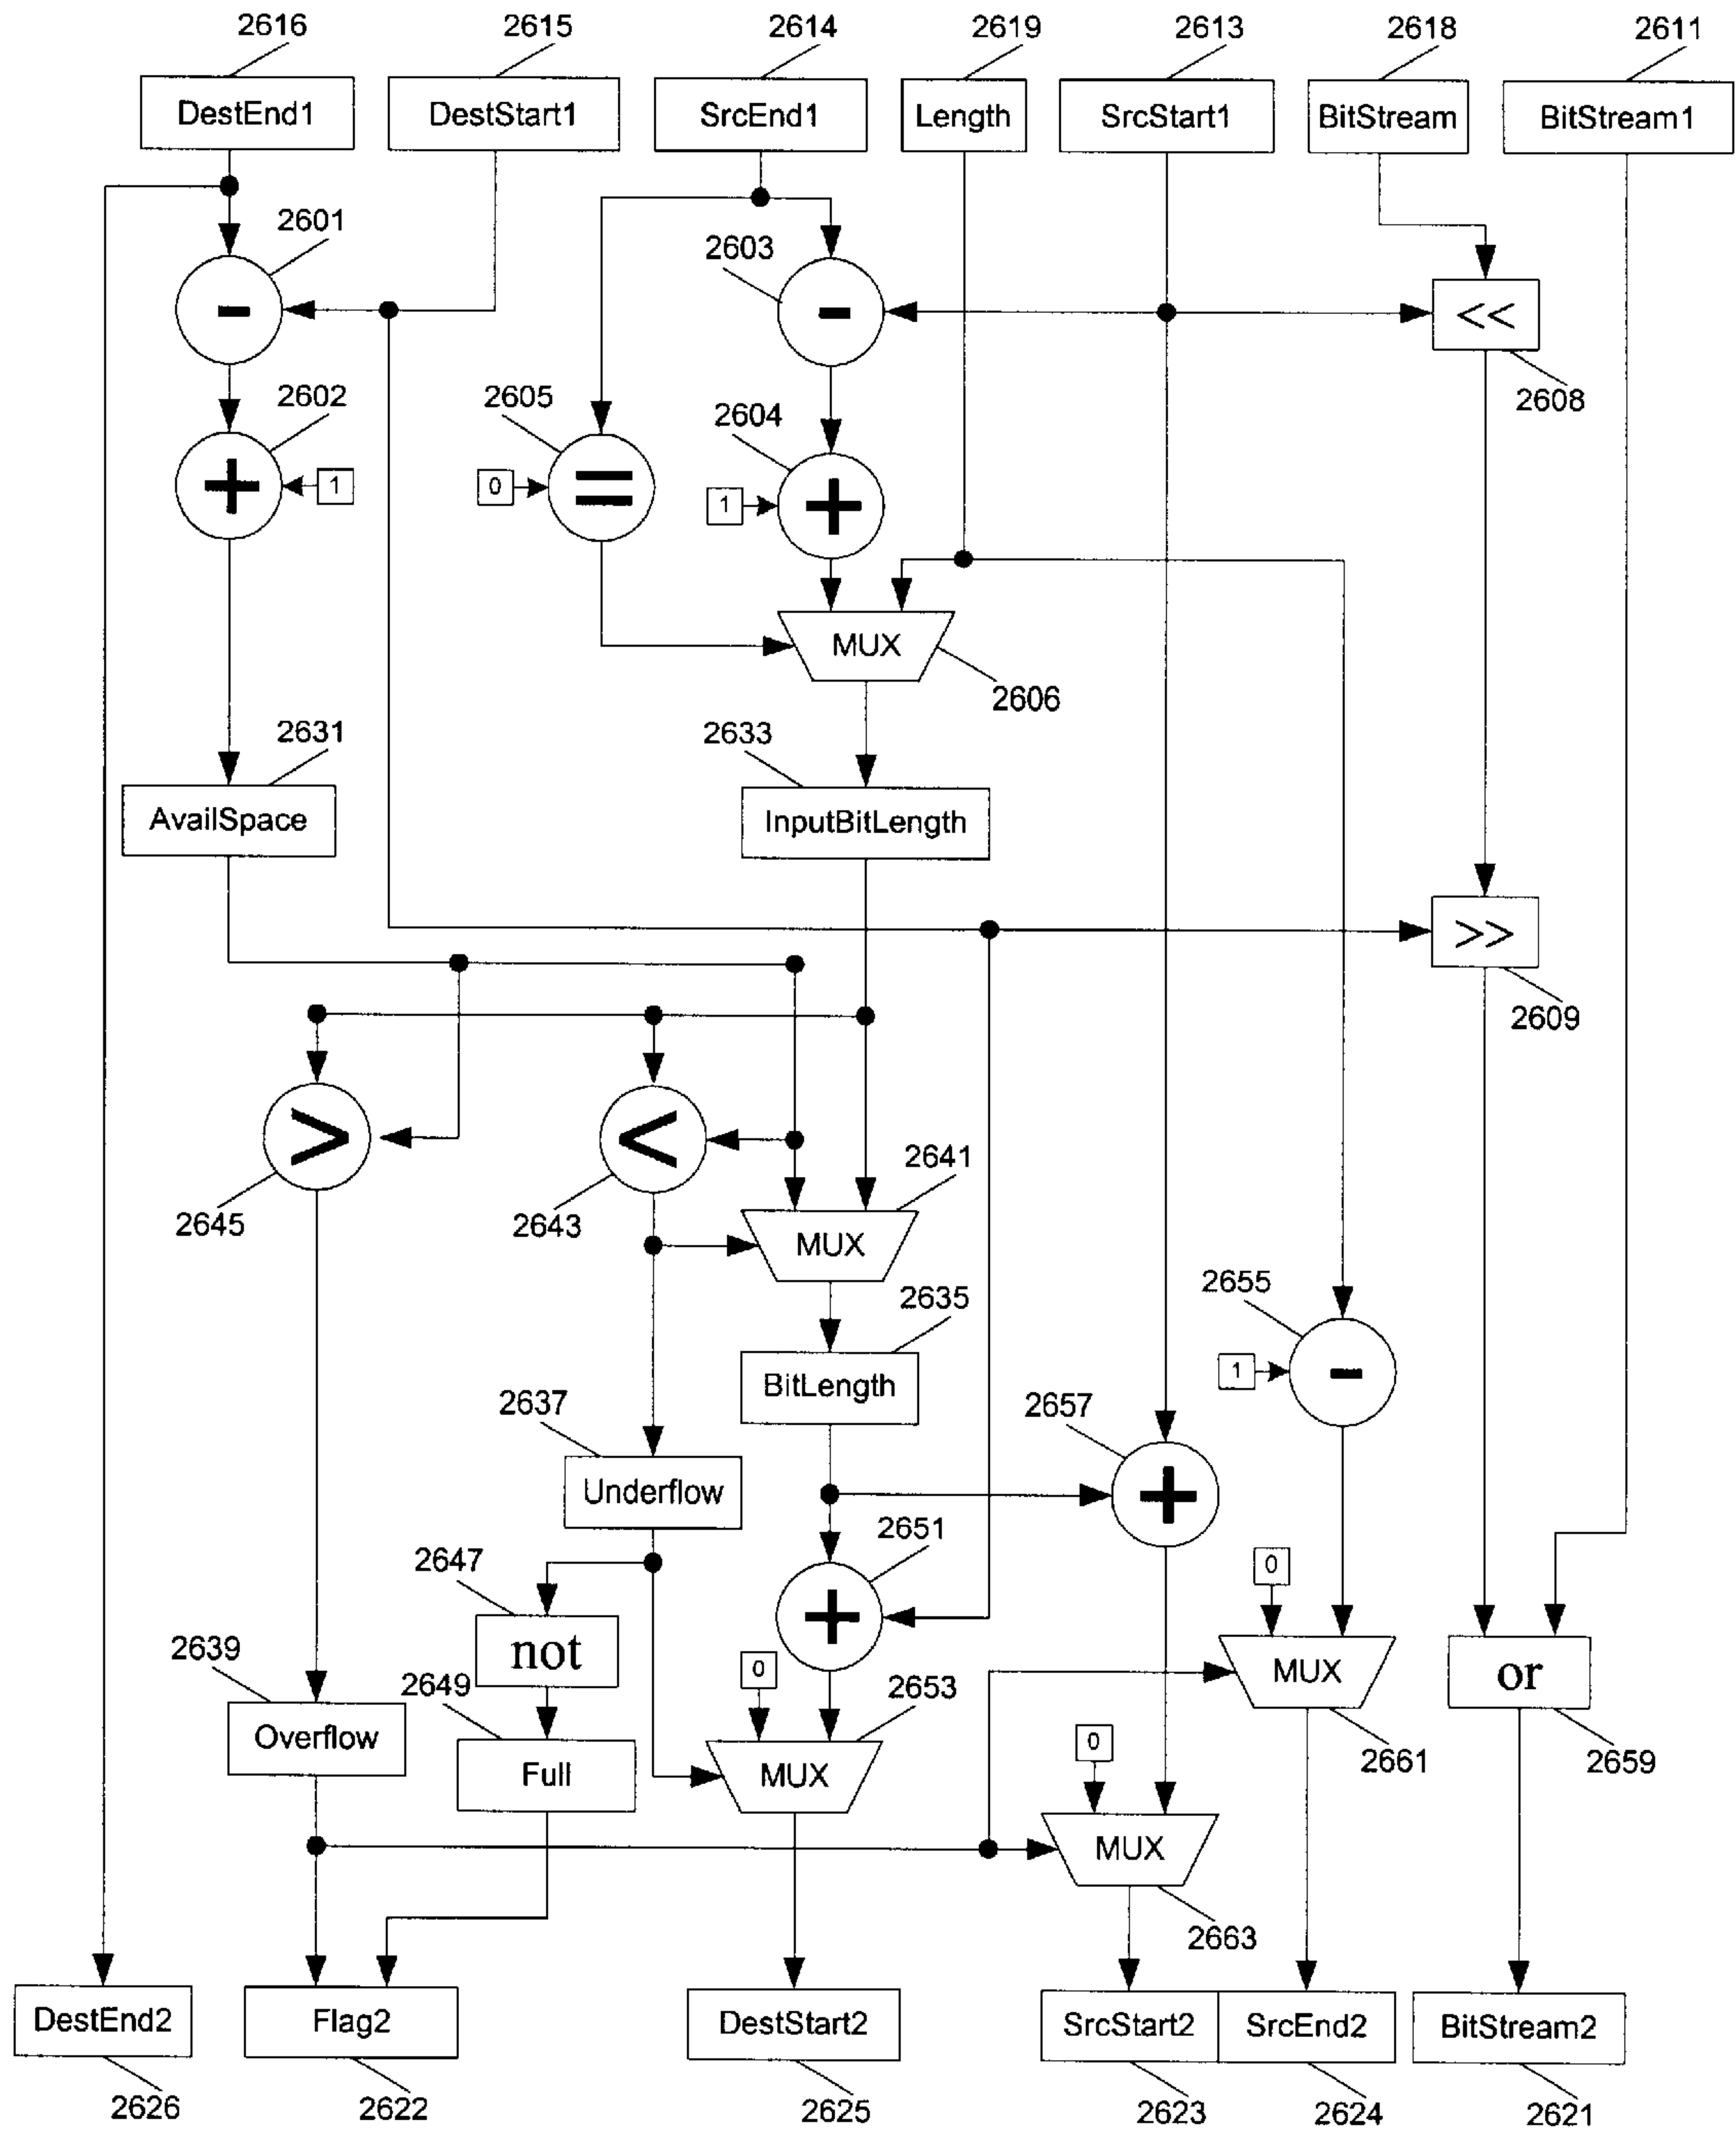 2616 2615 2614 2619 2613 2618 2611
DestEnd1 DestStart1 SrcEnd1 Length SrcStart1 BitStream BitStream1
2601
2603
-
-
<<
2602
2605
2604
2608
+
1
0
=
1
+
MUX
2606
2631
2633
AvailSpace
InputBitLength
>>
2609
>
<
2641
2645
2643
MUX
2655
2635
1
-
BitLength
2637
2657
Underflow
+
2651
2647
0
+
not
2639
0
MUX
or
2649
2653
Overflow
0
2661
2659
Full
MUX
MUX
2663
DestEnd2 Flag2 DestStart2 SrcStart2 SrcEnd2 BitStream2
2626 2622 2625 2623 2624 2621